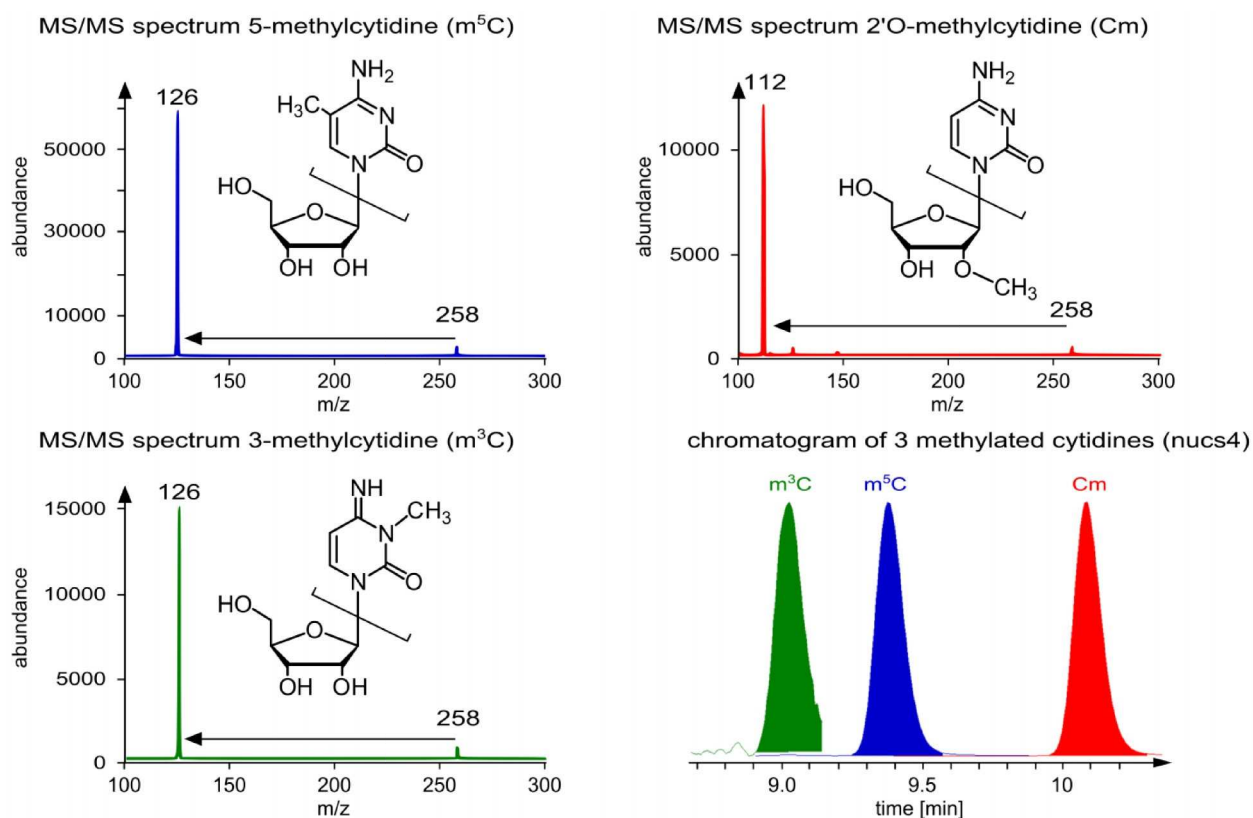 MS/MS spectrum 5-methylcytidine (m⁵C)
126
NH₂
H₃C
N
50000
N
O
HO
O
30000
OH OH
10000
258
0
100 150 200 250 300
abundance
m/z
MS/MS spectrum 2'O-methylcytidine (Cm)
112
NH₂
N
10000
N
O
HO
O
5000
OH O
CH₃
258
0
100 150 200 250 300
abundance
m/z
MS/MS spectrum 3-methylcytidine (m³C)
126
NH
15000
N
CH₃
10000
N
O
HO
O
5000
OH OH
258
0
100 150 200 250 300
abundance
m/z
chromatogram of 3 methylated cytidines (nucs4)
m³C m⁵C Cm
9.0 9.5 10
time [min]